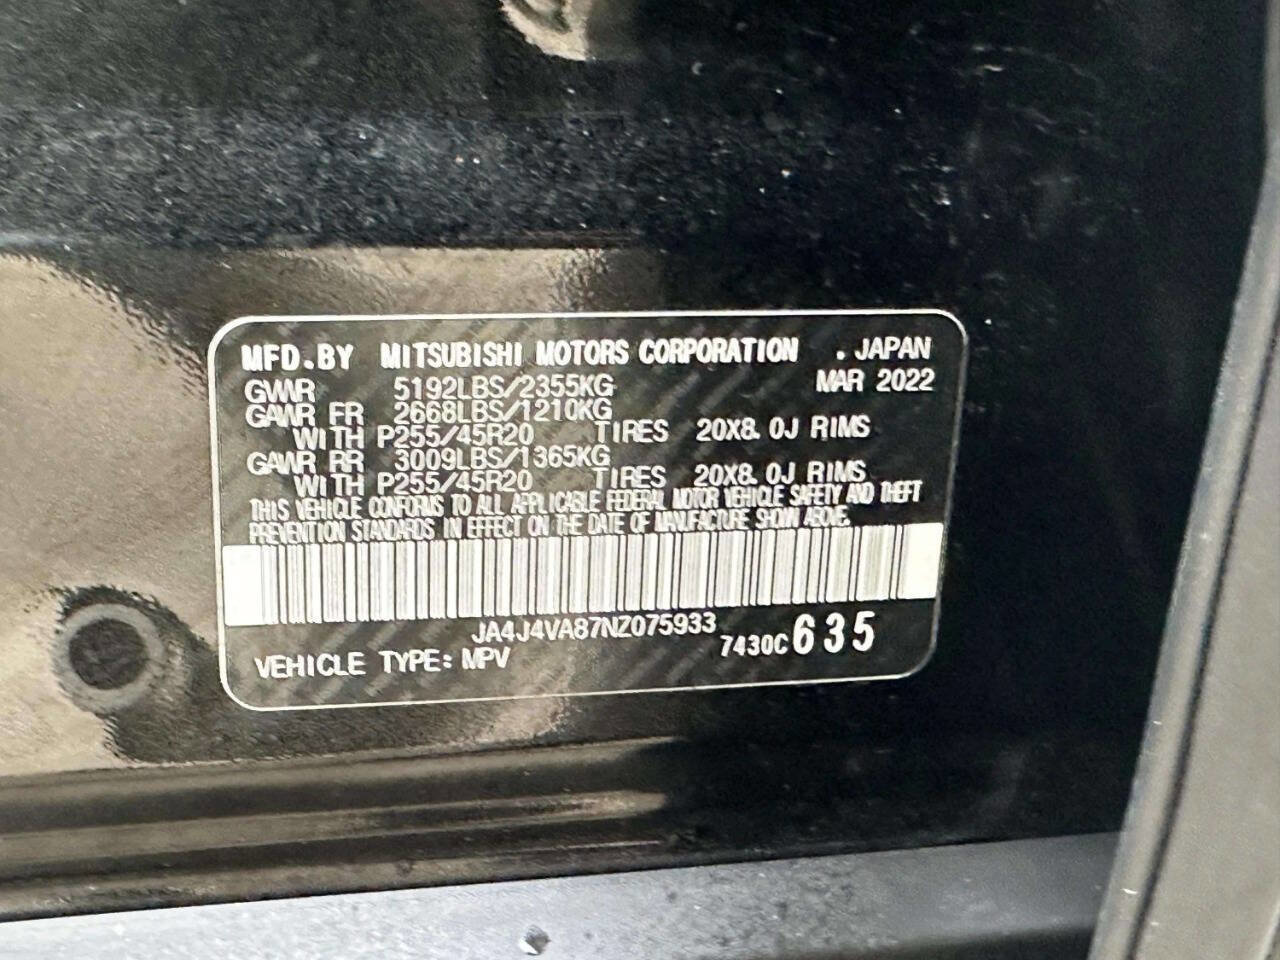 MFD.BY MITSUBISHI MOTORS CORPORATION . JAPAN
GVWR 5192LBS/2355KG MAR 2022
GAWR FR 2668LBS/1210KG
WITH P255/45R20 TIRES 20X8.0J RIMS
GAWR RR 3009LBS/1365KG
WITH P255/45R20 TIRES 20X8.0J RIMS
THIS VEHICLE CONFORMS TO ALL APPLICABLE FEDERAL MOTOR VEHICLE SAFETY AND THEFT
PREVENTION STANDARDS IN EFFECT ON THE DATE OF MANUFACTURE SHOWN ABOVE.
JA4J4VA87NZ075933
VEHICLE TYPE: MPV 7430C 635